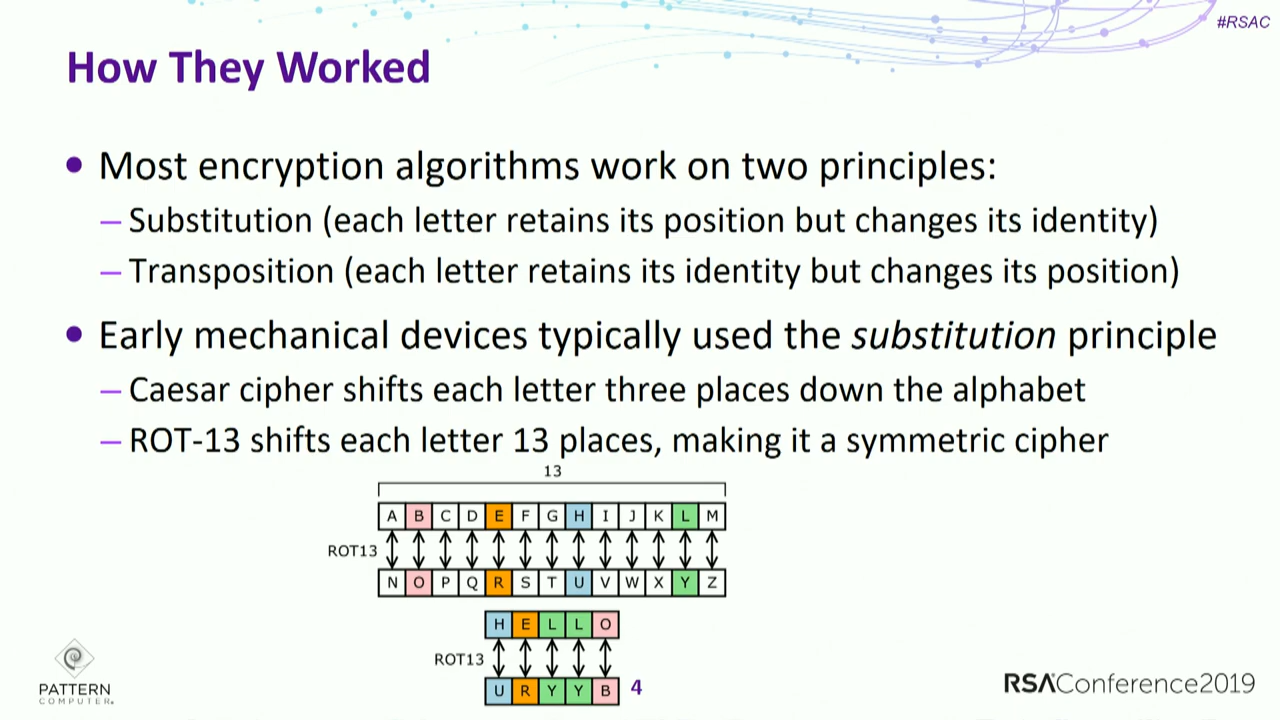 #RSAC
How They Worked
• Most encryption algorithms work on two principles:
– Substitution (each letter retains its position but changes its identity)
– Transposition (each letter retains its identity but changes its position)
• Early mechanical devices typically used the substitution principle
– Caesar cipher shifts each letter three places down the alphabet
– ROT-13 shifts each letter 13 places, making it a symmetric cipher
13
A B C D E F G H I J K L M
ROT13
N O P Q R S T U V W X Y Z
H E L L O
ROT13
U R Y Y B
4
PATTERN
COMPUTER
RSAConference2019